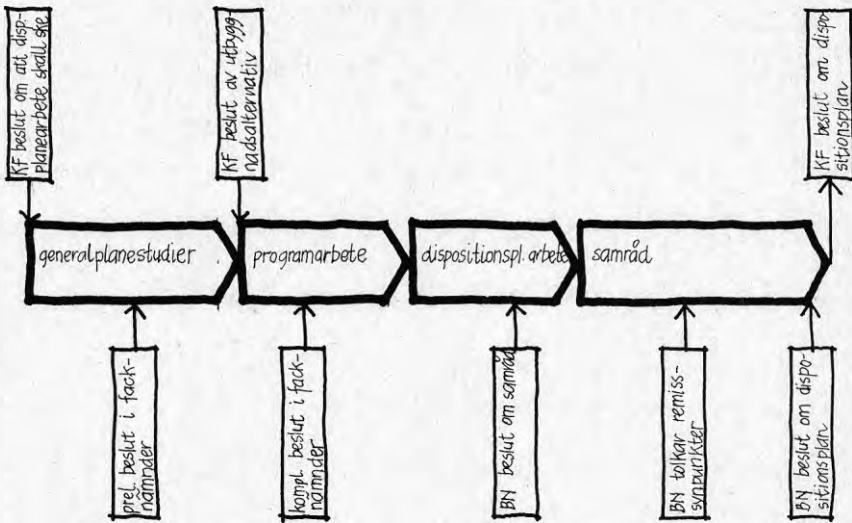 KF beslut om att disp-
planearbete skall ske
KF beslut av utbygg
nadsalternativ
KF beslut om dispo
sitionsplan
generalplanestudier
programarbete
dispositionspl. arbete
samråd
prel. beslut i fack-
nämnder
kompl. beslut i fack-
nämnder
BN beslut om samråd
BN tolkar remiss-
synpunkter
BN beslut om dispo-
sitionsplan